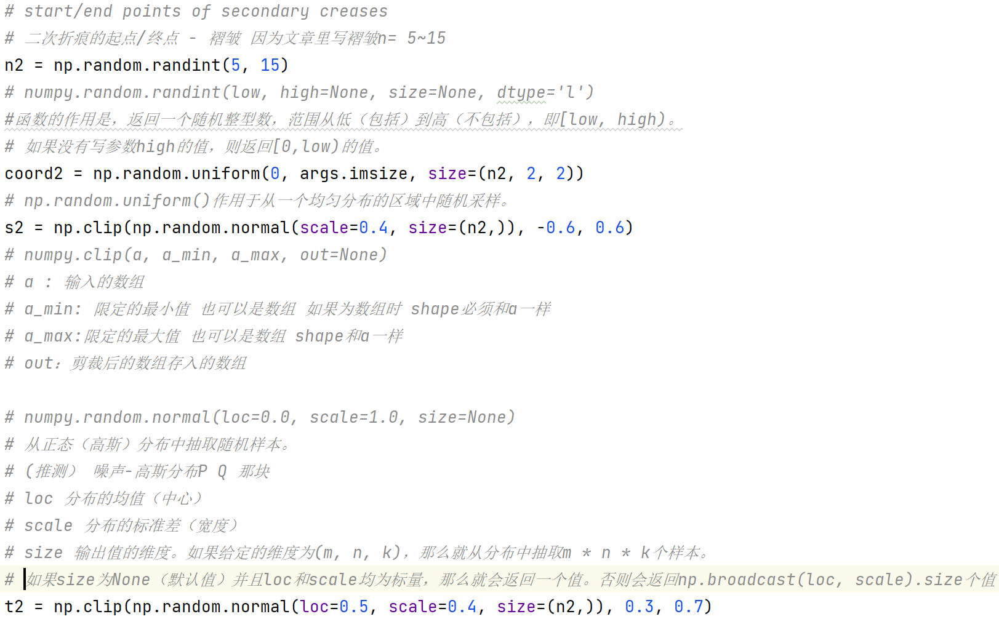 # start/end points of secondary creases
# 二次折痕的起点/终点 - 褶皱 因为文章里写褶皱n= 5~15
n2 = np.random.randint(5, 15)
# numpy.random.randint(low, high=None, size=None, dtype='l')
#函数的作用是，返回一个随机整型数，范围从低（包括）到高（不包括），即[low, high)。
# 如果没有写参数high的值，则返回[0,low)的值。
coord2 = np.random.uniform(0, args.imsize, size=(n2, 2, 2))
# np.random.uniform()作用于从一个均匀分布的区域中随机采样。
s2 = np.clip(np.random.normal(scale=0.4, size=(n2,)), -0.6, 0.6)
# numpy.clip(a, a_min, a_max, out=None)
# a : 输入的数组
# a_min: 限定的最小值 也可以是数组 如果为数组时 shape必须和a一样
# a_max:限定的最大值 也可以是数组 shape和a一样
# out：剪裁后的数组存入的数组
# numpy.random.normal(loc=0.0, scale=1.0, size=None)
# 从正态（高斯）分布中抽取随机样本。
# (推测） 噪声-高斯分布P Q 那块
# loc 分布的均值（中心）
# scale 分布的标准差（宽度）
# size 输出值的维度。如果给定的维度为(m, n, k)，那么就从分布中抽取m * n * k个样本。
# 如果size为None（默认值）并且loc和scale均为标量，那么就会返回一个值。否则会返回np.broadcast(loc, scale).size个值
t2 = np.clip(np.random.normal(loc=0.5, scale=0.4, size=(n2,)), 0.3, 0.7)